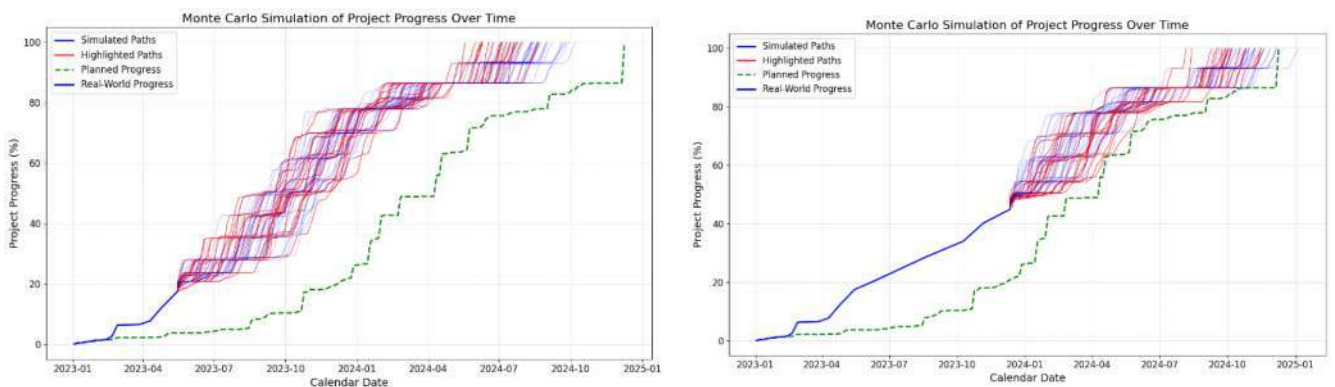 Monte Carlo Simulation of Project Progress Over Time
Simulated Paths
Highlighted Paths
Planned Progress
Real-World Progress
Project Progress (%)
100
80
60
40
20
0
2023-01 2023-04 2023-07 2023-10 2024-01 2024-04 2024-07 2024-10 2025-01
Calendar Date
Monte Carlo Simulation of Project Progress Over Time
Simulated Paths
Highlighted Paths
Planned Progress
Real-World Progress
Project Progress (%)
100
80
60
40
20
0
2023-01 2023-04 2023-07 2023-10 2024-01 2024-04 2024-07 2024-10 2025-01
Calendar Date